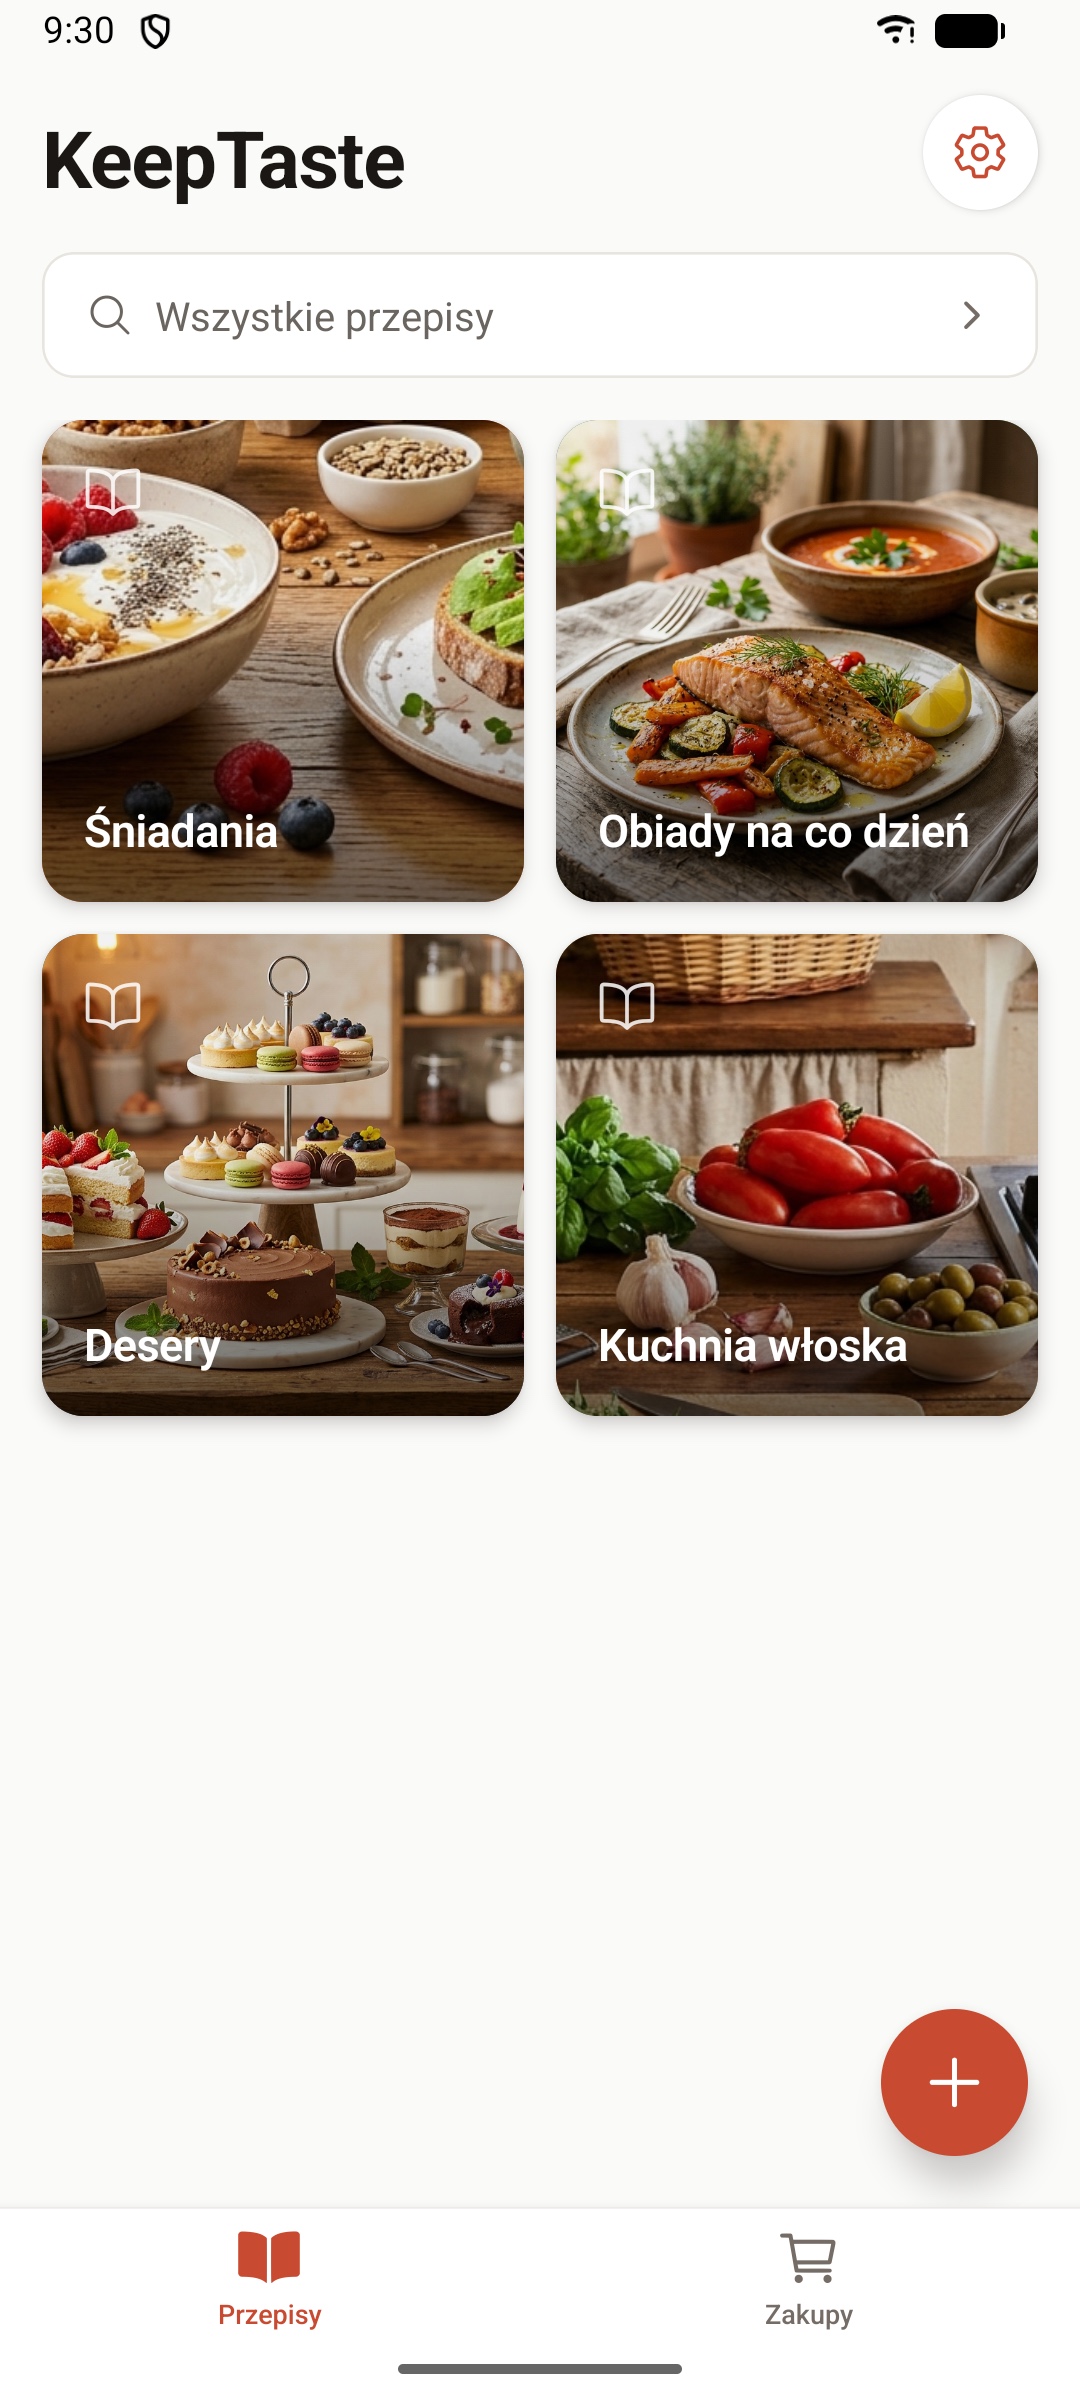 9:30
KeepTaste
Wszystkie przepisy
Śniadania
Obiady na co dzień
Desery
Kuchnia włoska
Przepisy
Zakupy